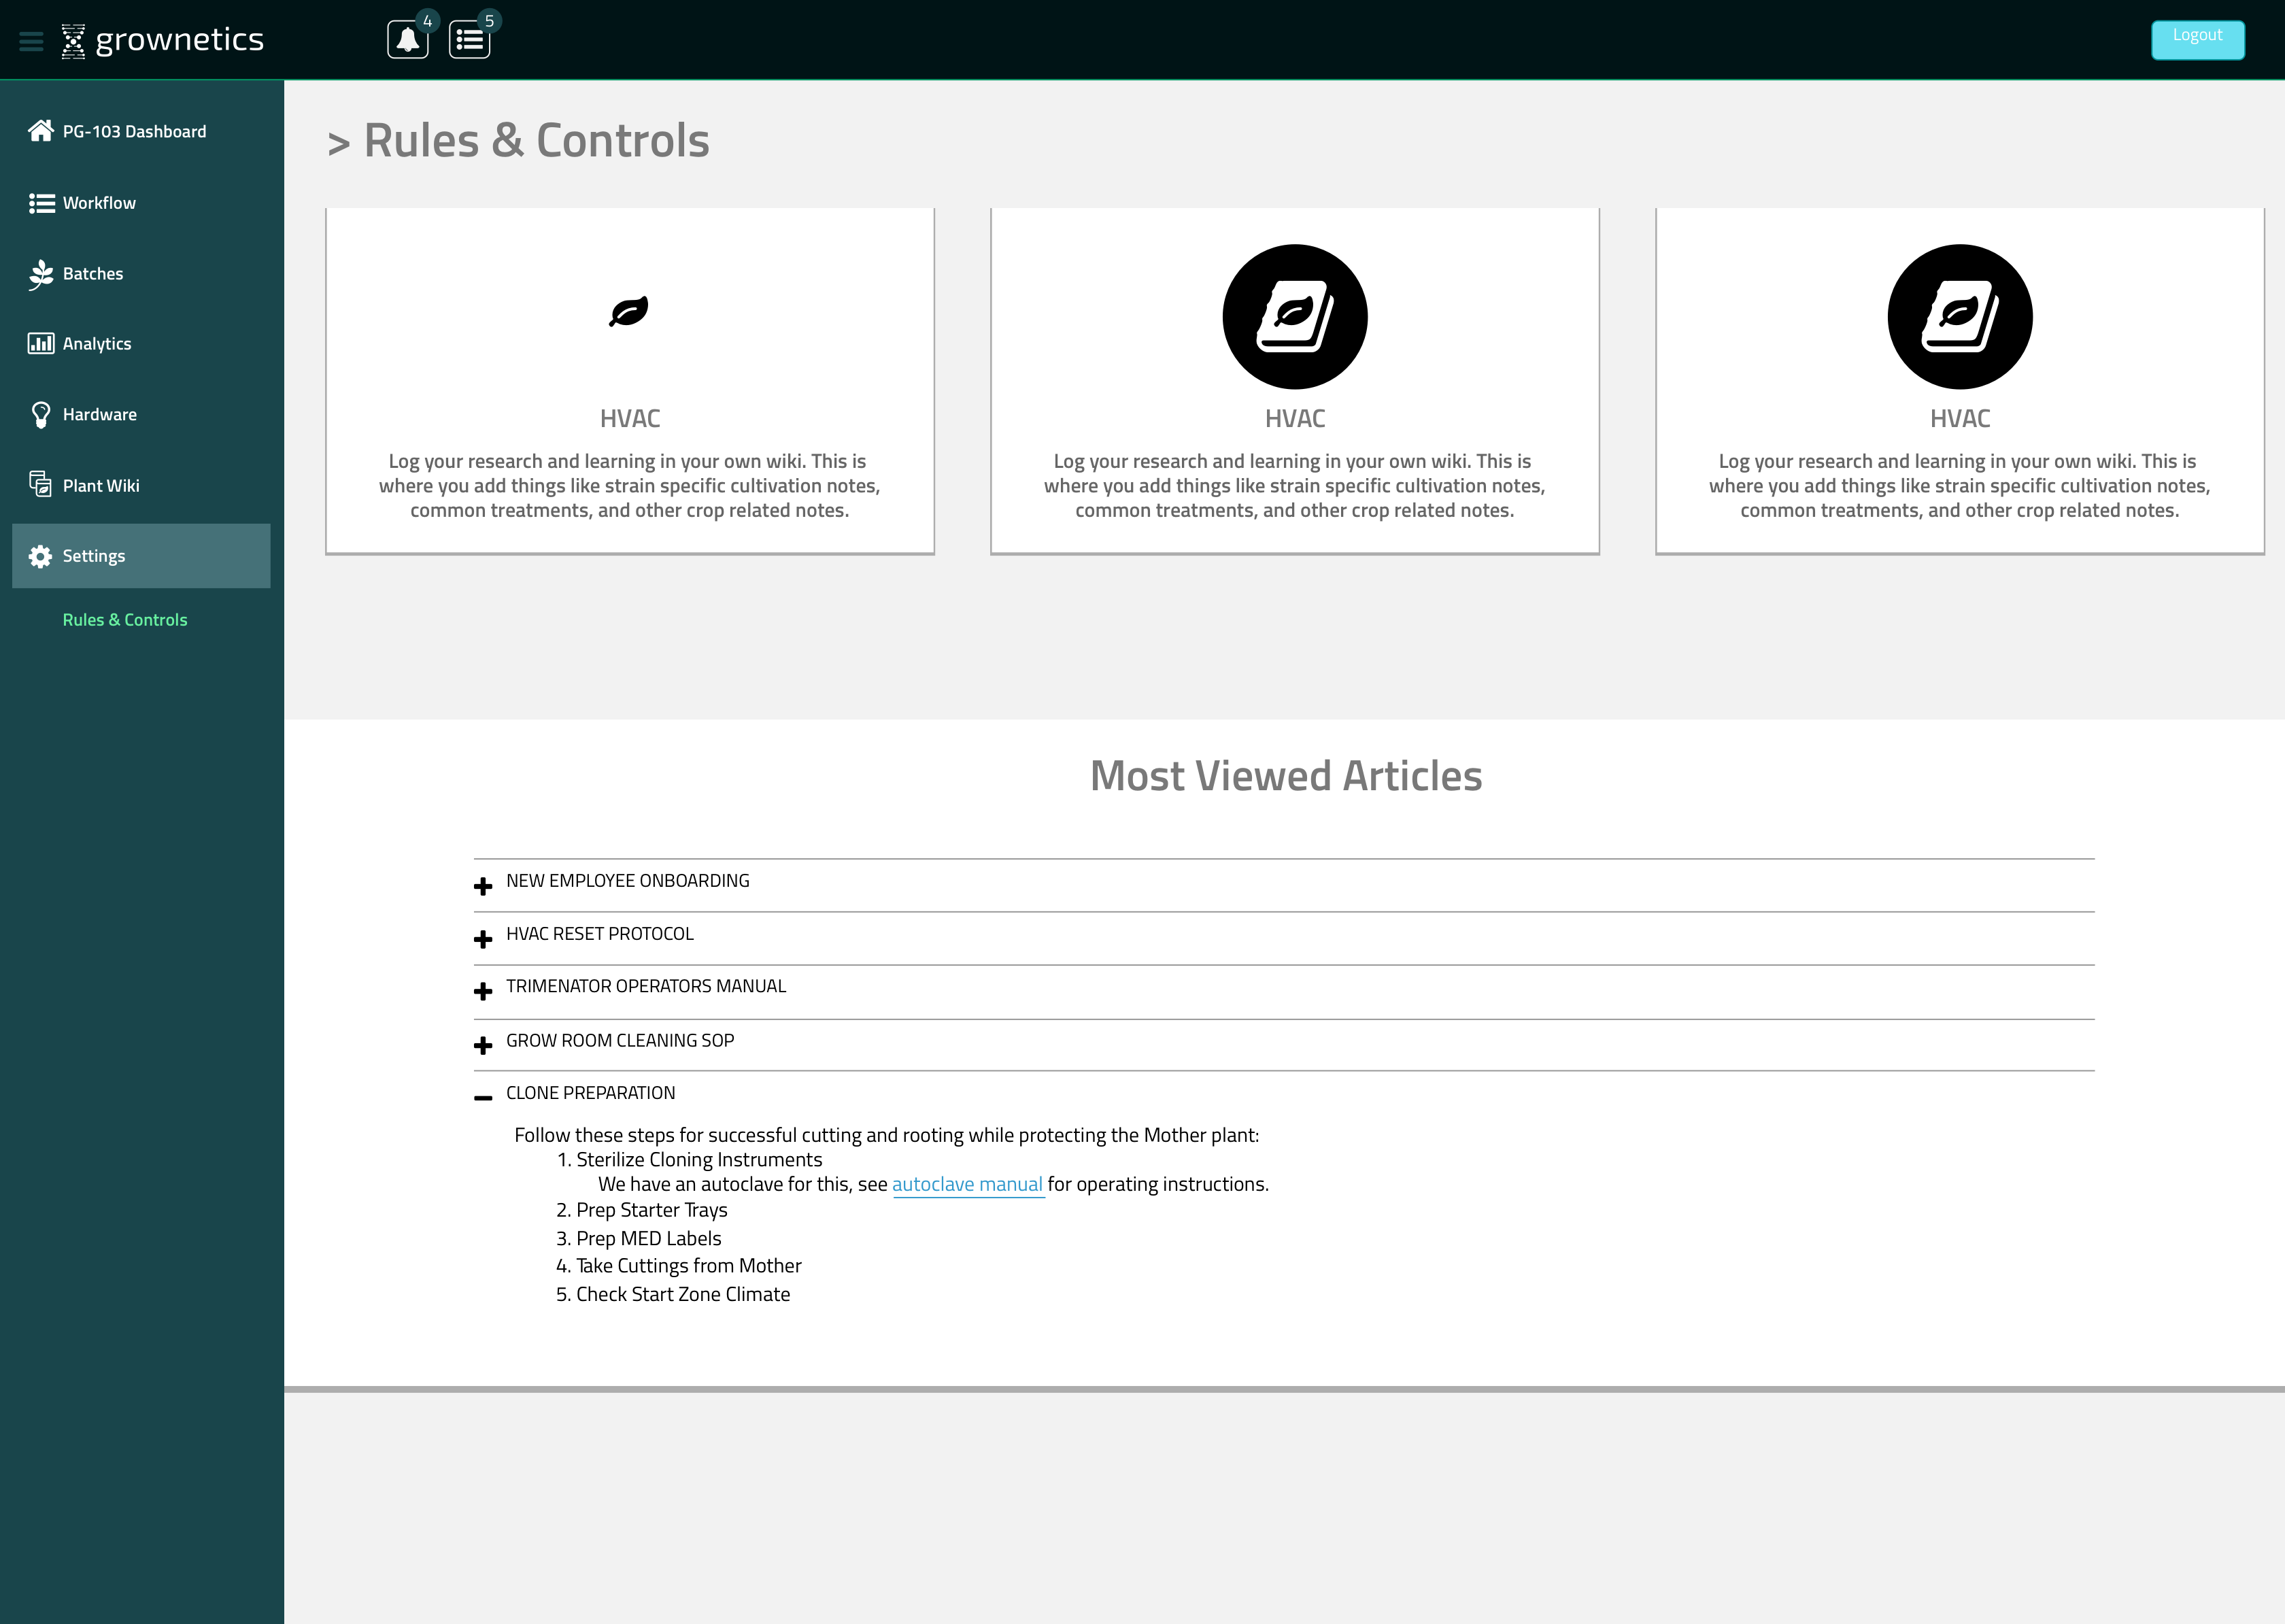 grownetics
4
5
Logout
PG-103 Dashboard
Workflow
Batches
Analytics
Hardware
Plant Wiki
Settings
Rules & Controls
> Rules & Controls
HVAC
Log your research and learning in your own wiki. This is
where you add things like strain specific cultivation notes,
common treatments, and other crop related notes.
HVAC
Log your research and learning in your own wiki. This is
where you add things like strain specific cultivation notes,
common treatments, and other crop related notes.
HVAC
Log your research and learning in your own wiki. This is
where you add things like strain specific cultivation notes,
common treatments, and other crop related notes.
Most Viewed Articles
NEW EMPLOYEE ONBOARDING
HVAC RESET PROTOCOL
TRIMENATOR OPERATORS MANUAL
GROW ROOM CLEANING SOP
CLONE PREPARATION
Follow these steps for successful cutting and rooting while protecting the Mother plant:
1. Sterilize Cloning Instruments
We have an autoclave for this, see autoclave manual for operating instructions.
2. Prep Starter Trays
3. Prep MED Labels
4. Take Cuttings from Mother
5. Check Start Zone Climate